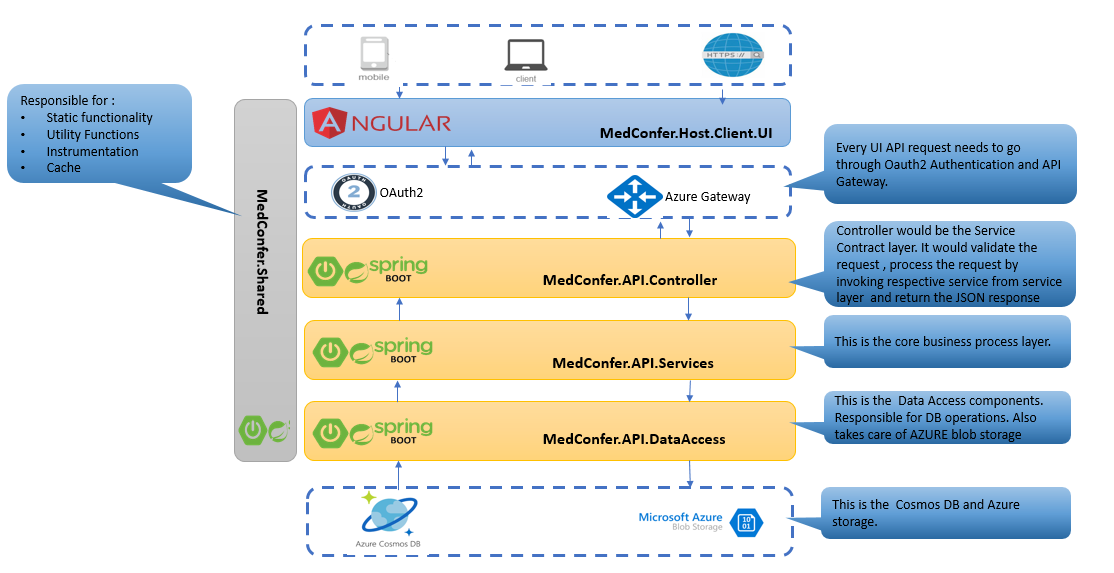 mobile
client
HTTPS://
Responsible for :
• Static functionality
• Utility Functions
• Instrumentation
• Cache
NGULAR
MedConfer.Host.Client.UI
OAUTH
2
OAUTH
OAuth2
Azure Gateway
Every UI API request needs to go
through Oauth2 Authentication and API
Gateway.
MedConfer.Shared
spring
BOOT
MedConfer.API.Controller
Controller would be the Service
Contract layer. It would validate the
request , process the request by
invoking respective service from service
layer and return the JSON response
spring
BOOT
MedConfer.API.Services
This is the core business process layer.
spring
BOOT
MedConfer.API.DataAccess
This is the Data Access components.
Responsible for DB operations. Also
takes care of AZURE blob storage
Azure Cosmos DB
Microsoft Azure
Blob Storage
10
01
This is the Cosmos DB and Azure
storage.